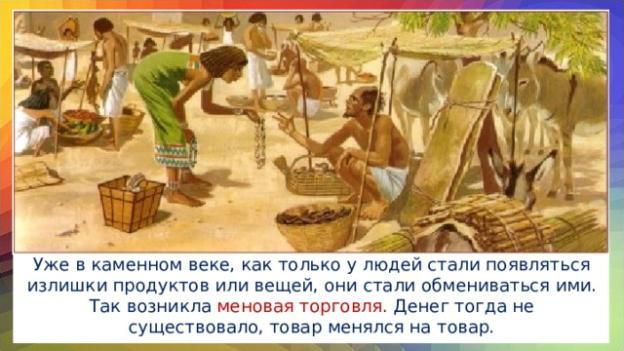 Уже в каменном веке, как только у людей стали появляться
излишки продуктов или вещей, они стали обмениваться ими.
Так возникла меновая торговля. Денег тогда не
существовало, товар менялся на товар.